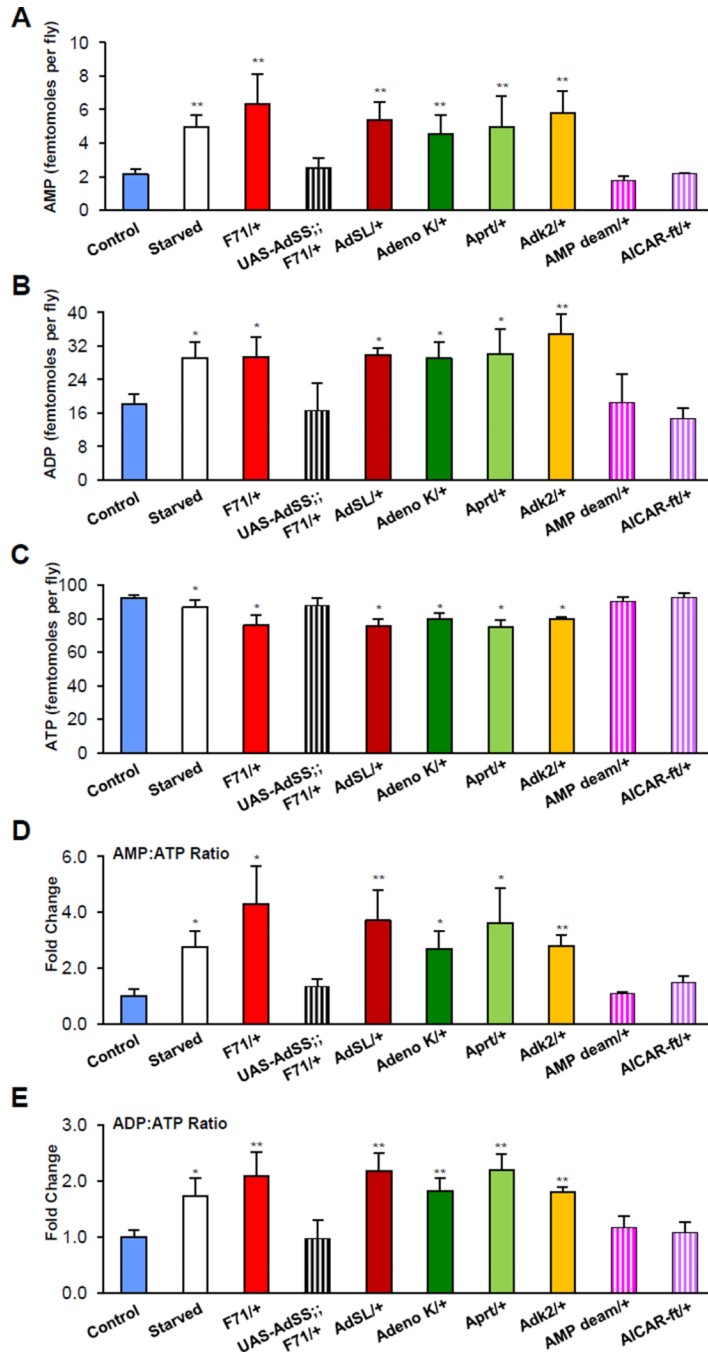 A
AMP (femtomoles per fly)
10
8
6
4
2
0
** ** ** ** ** **
Control Starved F71/+ UAS-AdSS;; F71/+ AdSL/+ Adeno K/+ Aprt/+ Adk2/+ AMP deam/+ AICAR-ft/+
B
ADP (femtomoles per fly)
40
32
24
16
8
0
* * * * * **
Control Starved F71/+ UAS-AdSS;; F71/+ AdSL/+ Adeno K/+ Aprt/+ Adk2/+ AMP deam/+ AICAR-ft/+
C
ATP (femtomoles per fly)
100
80
60
40
20
0
* * * * * *
Control Starved F71/+ UAS-AdSS;; F71/+ AdSL/+ Adeno K/+ Aprt/+ Adk2/+ AMP deam/+ AICAR-ft/+
D
AMP:ATP Ratio
Fold Change
6.0
4.0
2.0
0.0
* * ** * * **
Control Starved F71/+ UAS-AdSS;; F71/+ AdSL/+ Adeno K/+ Aprt/+ Adk2/+ AMP deam/+ AICAR-ft/+
E
ADP:ATP Ratio
Fold Change
3.0
2.0
1.0
0.0
* ** ** ** ** **
Control Starved F71/+ UAS-AdSS;; F71/+ AdSL/+ Adeno K/+ Aprt/+ Adk2/+ AMP deam/+ AICAR-ft/+